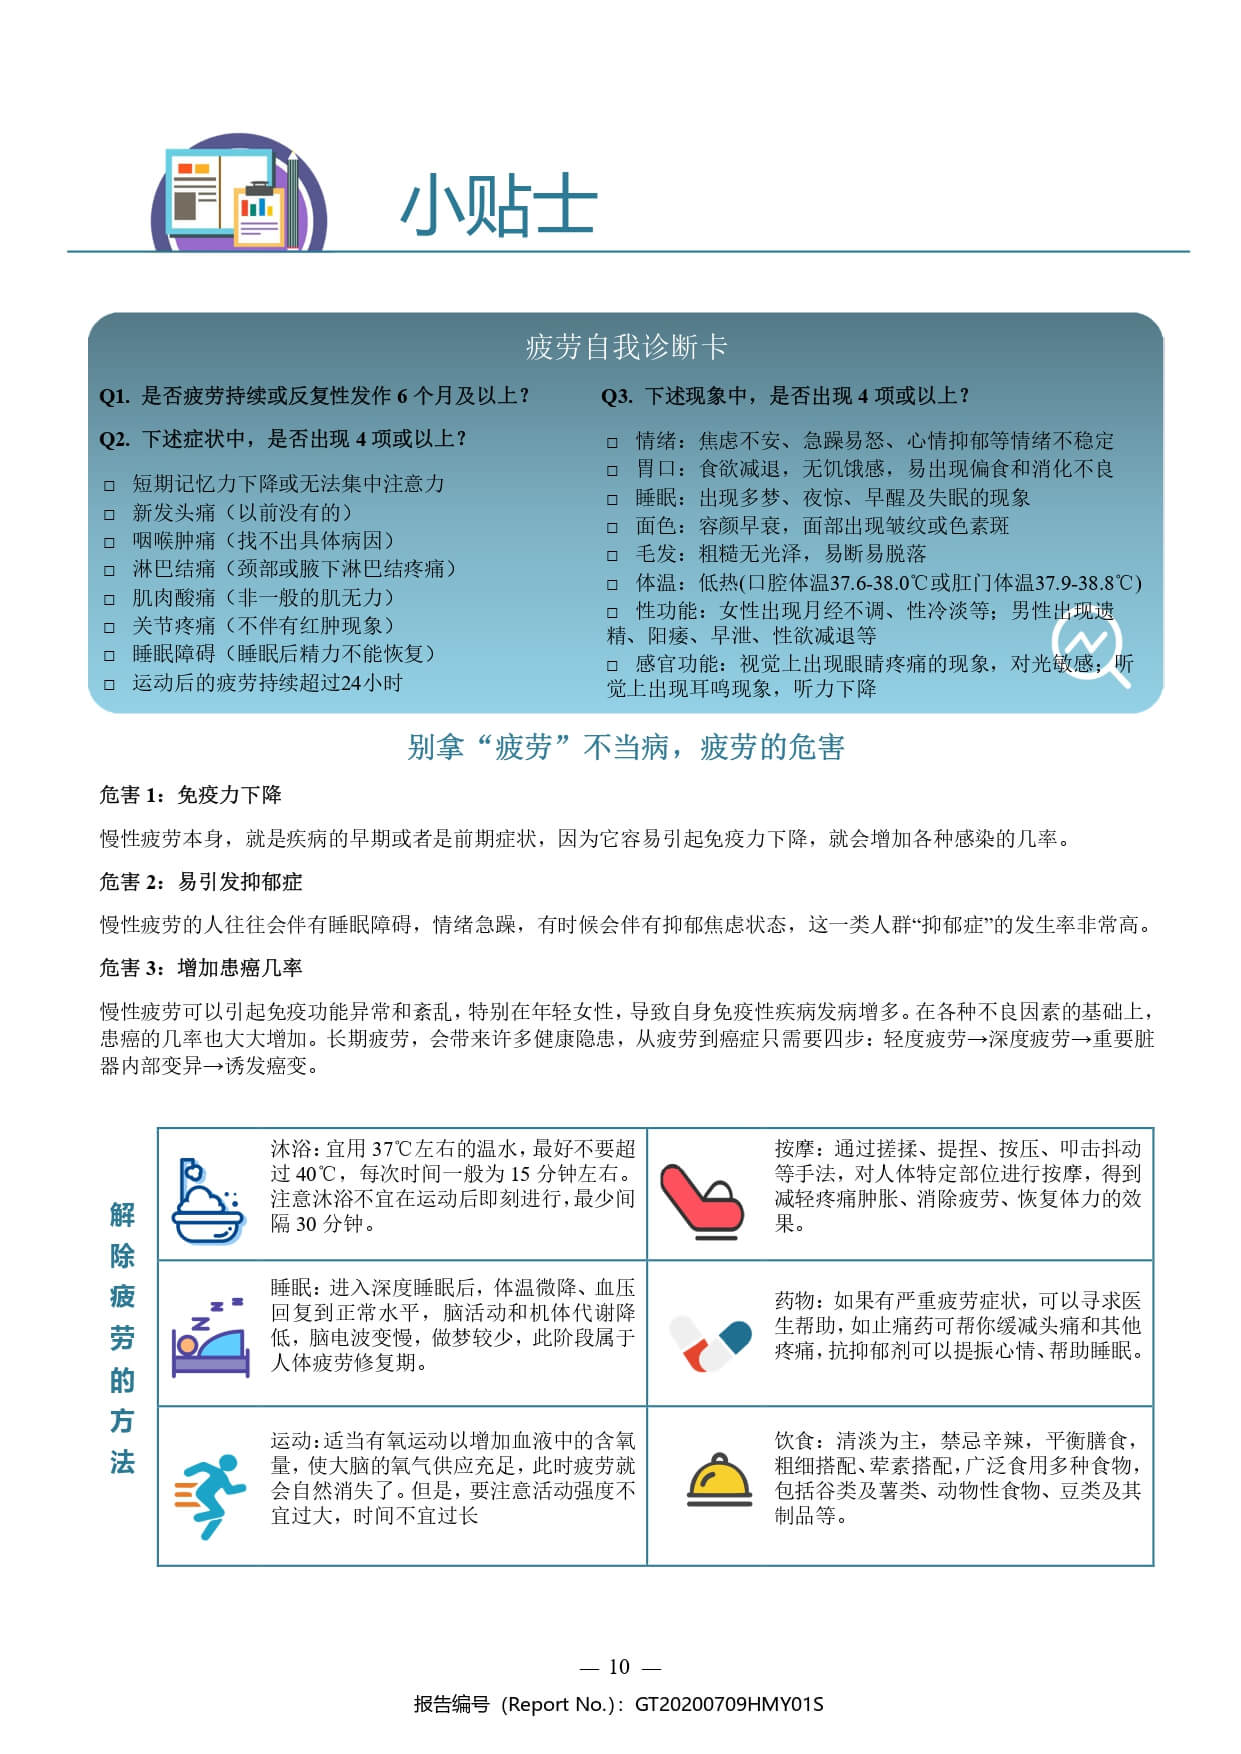 小贴士
疲劳自我诊断卡
Q1. 是否疲劳持续或反复性发作 6 个月及以上？
Q2. 下述症状中，是否出现 4 项或以上？
□ 短期记忆力下降或无法集中注意力
□ 新发头痛（以前没有的）
□ 咽喉肿痛（找不出具体病因）
□ 淋巴结痛（颈部或腋下淋巴结疼痛）
□ 肌肉酸痛（非一般的肌无力）
□ 关节疼痛（不伴有红肿现象）
□ 睡眠障碍（睡眠后精力不能恢复）
□ 运动后的疲劳持续超过24小时
Q3. 下述现象中，是否出现 4 项或以上？
□ 情绪：焦虑不安、急躁易怒、心情抑郁等情绪不稳定
□ 胃口：食欲减退，无饥饿感，易出现偏食和消化不良
□ 睡眠：出现多梦、夜惊、早醒及失眠的现象
□ 面色：容颜早衰，面部出现皱纹或色素斑
□ 毛发：粗糙无光泽，易断易脱落
□ 体温：低热(口腔体温37.6-38.0℃或肛门体温37.9-38.8℃)
□ 性功能：女性出现月经不调、性冷淡等；男性出现遗
精、阳痿、早泄、性欲减退等
□ 感官功能：视觉上出现眼睛疼痛的现象，对光敏感；听
觉上出现耳鸣现象，听力下降
别拿“疲劳”不当病，疲劳的危害
危害 1：免疫力下降
慢性疲劳本身，就是疾病的早期或者是前期症状，因为它容易引起免疫力下降，就会增加各种感染的几率。
危害 2：易引发抑郁症
慢性疲劳的人往往会伴有睡眠障碍，情绪急躁，有时候会伴有抑郁焦虑状态，这一类人群“抑郁症”的发生率非常高。
危害 3：增加患癌几率
慢性疲劳可以引起免疫功能异常和紊乱，特别在年轻女性，导致自身免疫性疾病发病增多。在各种不良因素的基础上，
患癌的几率也大大增加。长期疲劳，会带来许多健康隐患，从疲劳到癌症只需要四步：轻度疲劳→深度疲劳→重要脏
器内部变异→诱发癌变。
解除疲劳的方法
沐浴：宜用 37℃左右的温水，最好不要超
过 40℃，每次时间一般为 15 分钟左右。
注意沐浴不宜在运动后即刻进行，最少间
隔 30 分钟。
按摩：通过搓揉、提捏、按压、叩击抖动
等手法，对人体特定部位进行按摩，得到
减轻疼痛肿胀、消除疲劳、恢复体力的效
果。
睡眠：进入深度睡眠后，体温微降、血压
回复到正常水平，脑活动和机体代谢降
低，脑电波变慢，做梦较少，此阶段属于
人体疲劳修复期。
药物：如果有严重疲劳症状，可以寻求医
生帮助，如止痛药可帮你缓减头痛和其他
疼痛，抗抑郁剂可以提振心情、帮助睡眠。
运动：适当有氧运动以增加血液中的含氧
量，使大脑的氧气供应充足，此时疲劳就
会自然消失了。但是，要注意活动强度不
宜过大，时间不宜过长
饮食：清淡为主，禁忌辛辣，平衡膳食，
粗细搭配、荤素搭配，广泛食用多种食物，
包括谷类及薯类、动物性食物、豆类及其
制品等。
— 10 —
报告编号（Report No.）：GT20200709HMY01S